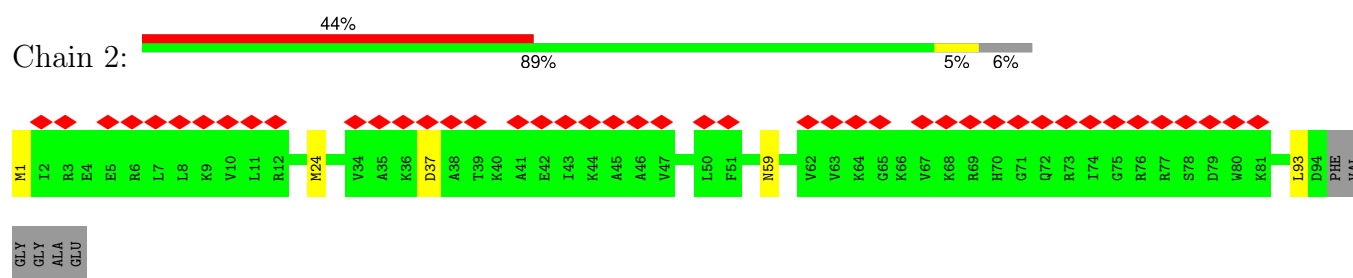 44%
Chain 2:
89% 5% 6%
M1 I2 R3 E4 E5 R6 L7 L8 K9 V10 L11 R12 M24 V34 A35 K36 D37 A38 T39 K40 A41 E42 I43 K44 A45 A46 V47 L50 F51 N59 V62 V63 K64 G65 K66 V67 K68 R69 H70 G71 Q72 R73 I74 G75 R76 R77 S78 D79 W80 K81 L93 D94 PHE VAL
GLY GLY ALA GLU